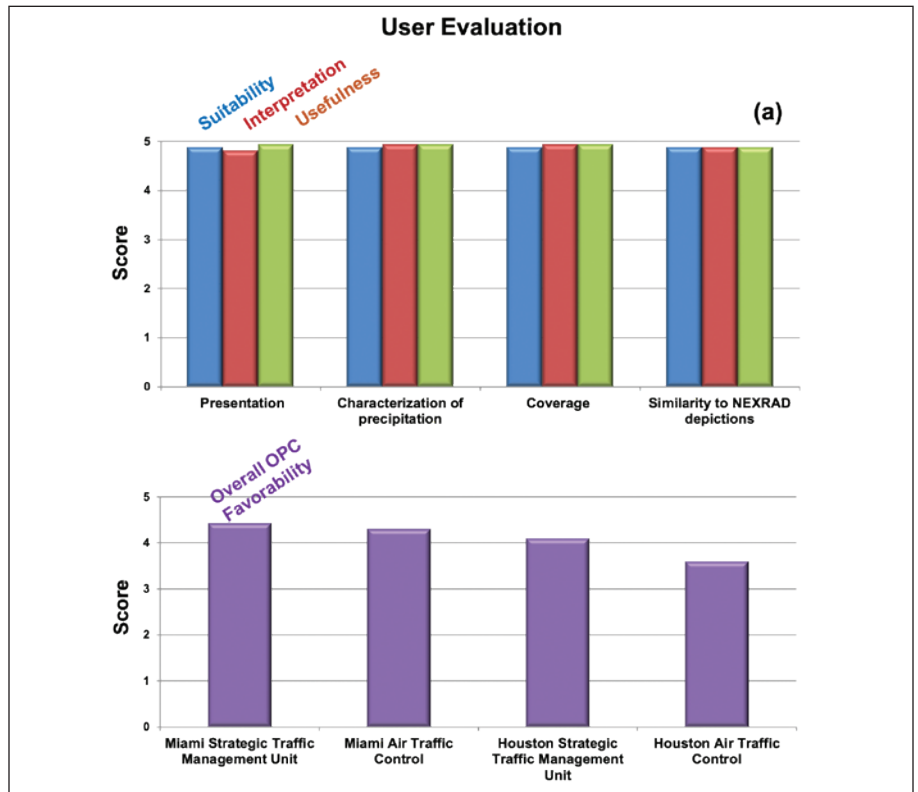 User Evaluation
Suitability
Interpretation
Usefulness
(a)
5
4
3
2
1
0
Score
Presentation
Characterization of
precipitation
Coverage
Similarity to NEXRAD
depictions
Overall OPC
Favorability
5
4
3
2
1
0
Score
Miami Strategic Traffic
Management Unit
Miami Air Traffic
Control
Houston Strategic
Traffic Management
Unit
Houston Air Traffic
Control